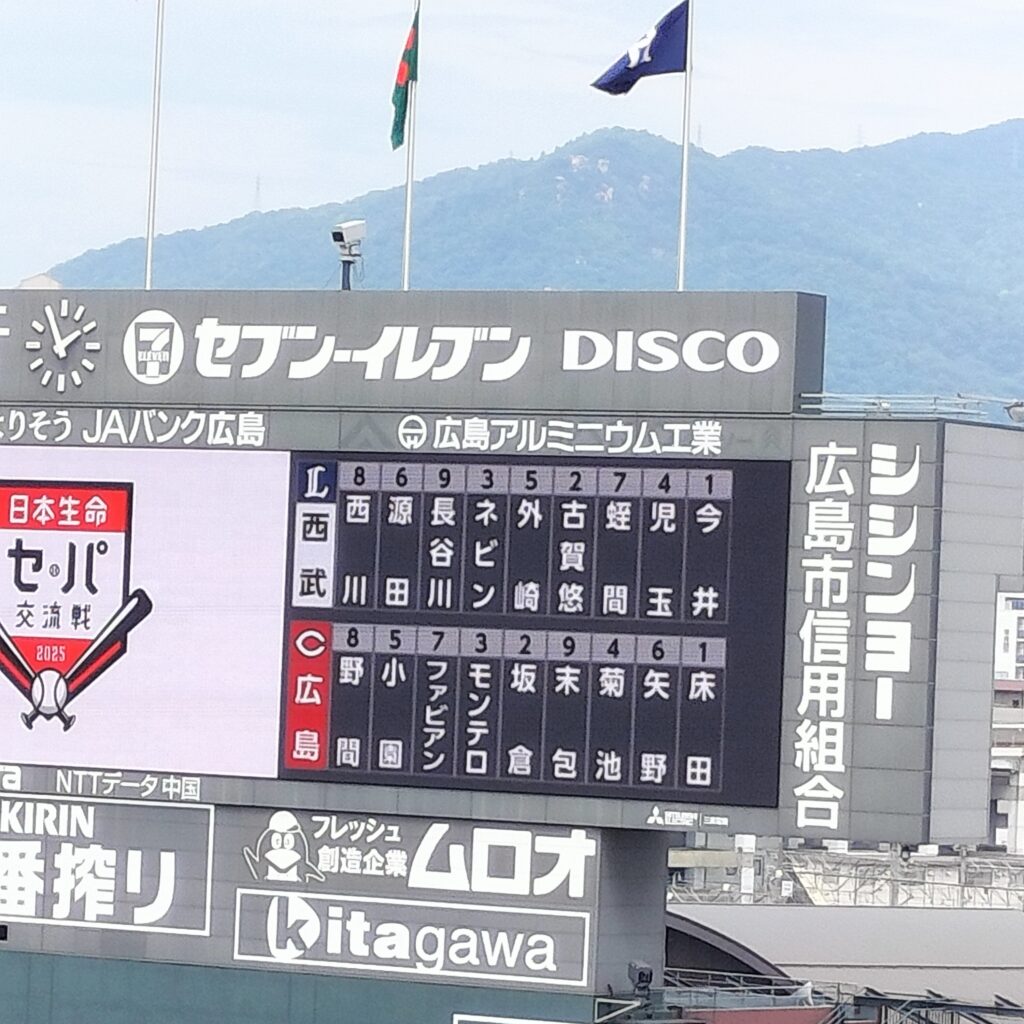 7
ELEVEN
セブン-イレブン
DISCO
りそう JAバンク広島
広島アルミニウム工業
日本生命
セ・パ
交流戦
2025
L 西武
8 6 9 3 5 2 7 4 1
西川 源田 長谷川 ネビン 外崎 古賀悠 蛭間 児玉 今井
C 広島
8 5 7 3 2 9 4 6 1
野間 小園 ファビアン モンテロ 坂倉 末包 菊池 矢野 床田
シシンヨー
広島市信用組合
NTTデータ中国
KIRIN
番搾り
フレッシュ
創造企業
ムロオ
kitagawa